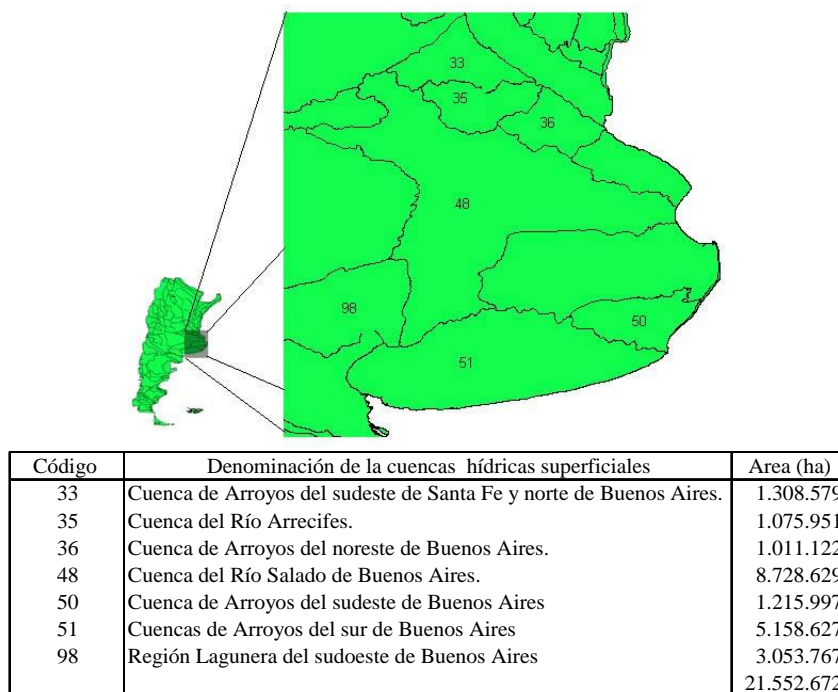 33
35
36
48
98
50
51
Código Denominación de la cuencas hídricas superficiales Area (ha)
33 Cuenca de Arroyos del sudeste de Santa Fe y norte de Buenos Aires. 1.308.579
35 Cuenca del Río Arrecifes. 1.075.951
36 Cuenca de Arroyos del noreste de Buenos Aires. 1.011.122
48 Cuenca del Río Salado de Buenos Aires. 8.728.629
50 Cuenca de Arroyos del sudeste de Buenos Aires 1.215.997
51 Cuencas de Arroyos del sur de Buenos Aires 5.158.627
98 Región Lagunera del sudoeste de Buenos Aires 3.053.767
21.552.672